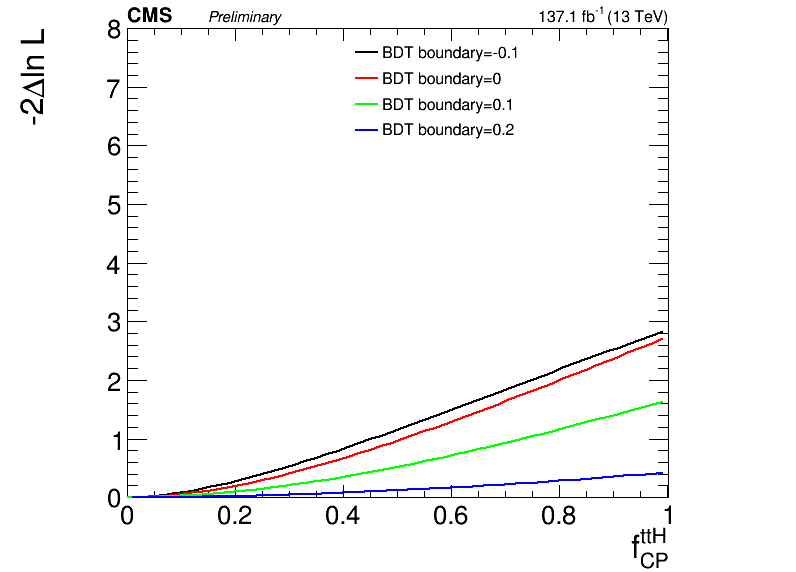 CMS Preliminary 137.1 fb-1 (13 TeV)
-2Δln L
8
7
6
5
4
3
2
1
0
BDT boundary=-0.1
BDT boundary=0
BDT boundary=0.1
BDT boundary=0.2
0 0.2 0.4 0.6 0.8 1
f ttH CP